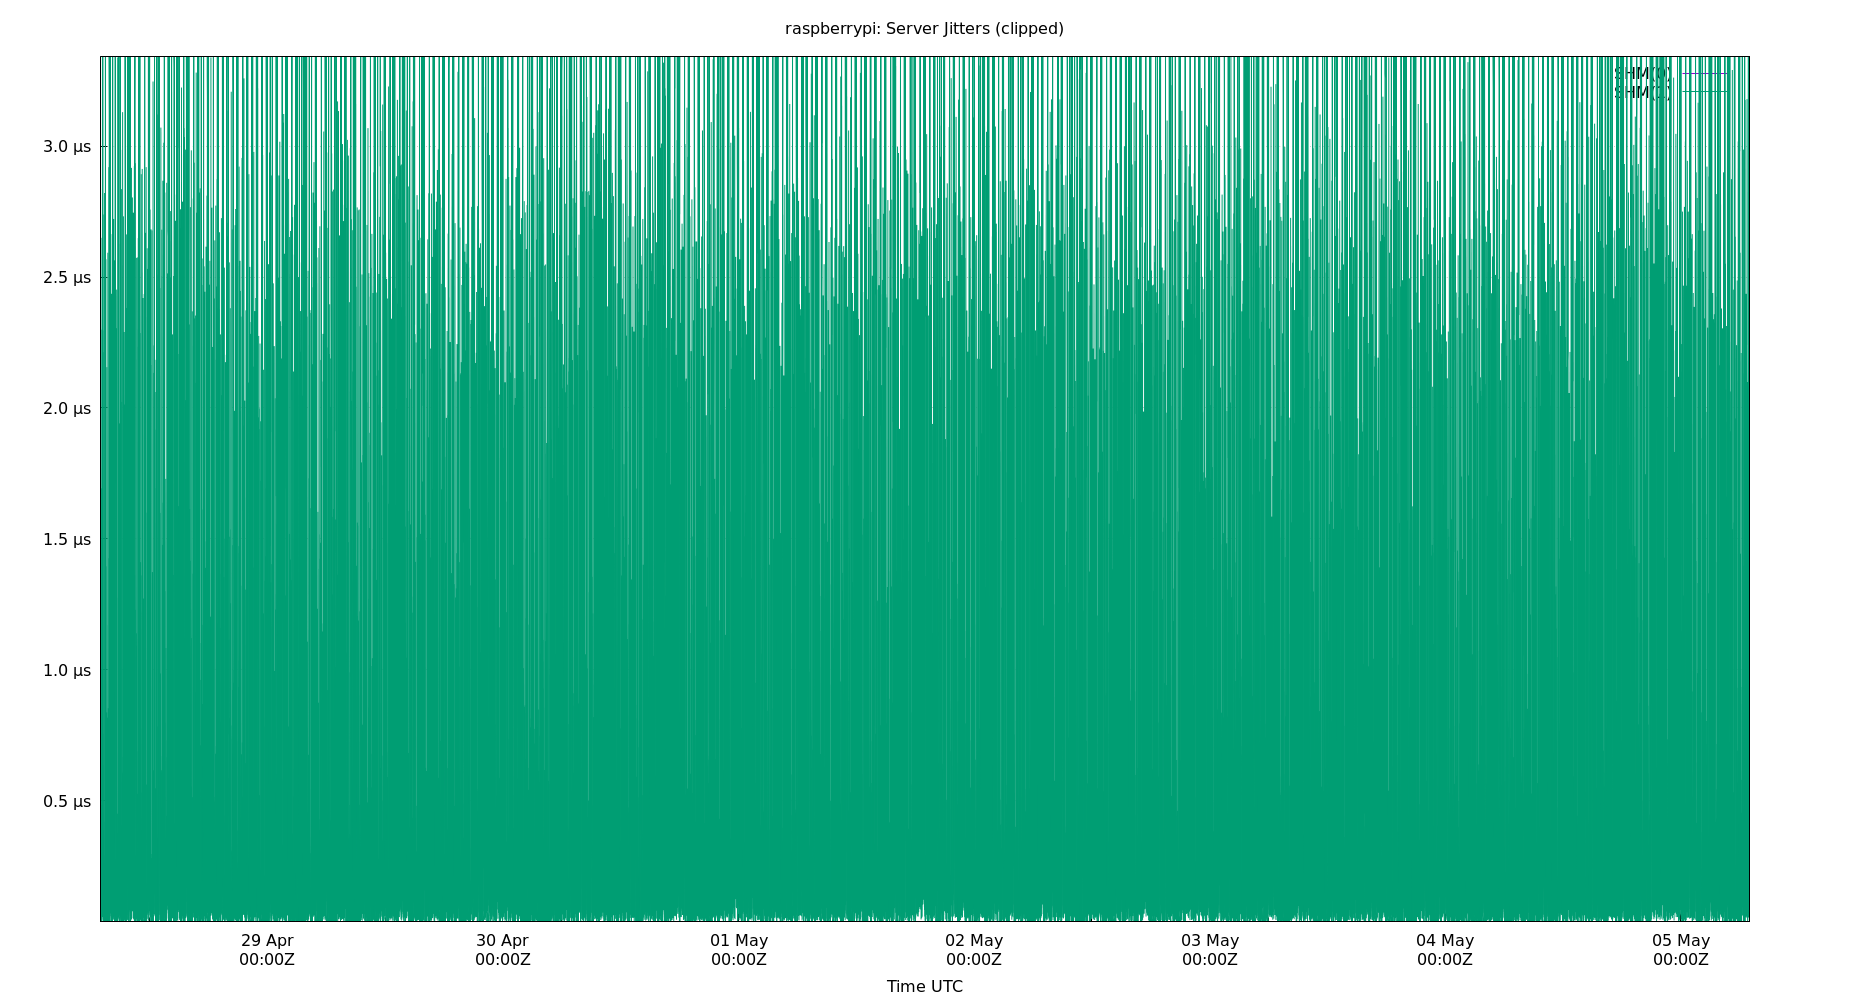 raspberrypi: Server Jitters (clipped)
SHM(0)
3.0 µs
2.5 µs
2.0 µs
1.5 µs
1.0 µs
0.5 µs
29 Apr 30 Apr 01 May 02 May 03 May 04 May 05 May
00:00Z 00:00Z 00:00Z 00:00Z 00:00Z 00:00Z 00:00Z
Time UTC